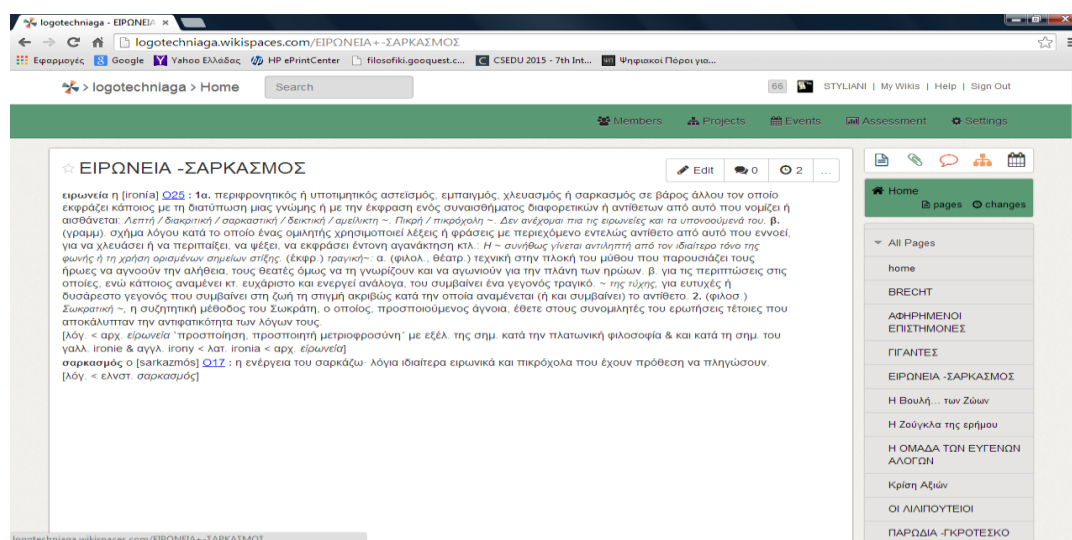 logotechniaga - ΕΙΡΩΝΕΙΑ ×
logotechniaga.wikispaces.com/ΕΙΡΩΝΕΙΑ+-ΣΑΡΚΑΣΜΟΣ
Εφαρμογές Google Yahoo Ελλάδας HP ePrintCenter filosofiki.gooquest.c... CSEDU 2015 - 7th Int... Ψηφιακοί Πόροι για...
> logotechniaga > Home Search 66 STYLIANI | My Wikis | Help | Sign Out
Members Projects Events Assessment Settings
ΕΙΡΩΝΕΙΑ -ΣΑΡΚΑΣΜΟΣ
Edit 0 2 ...
ειρωνεία η [ironía] Ο25 : 1α. περιφρονητικός ή υποτιμητικός αστεϊσμός, εμπαιγμός, χλευασμός ή σαρκασμός σε βάρος άλλου τον οποίο
εκφράζει κάποιος με τη διατύπωση μιας γνώμης ή με την έκφραση ενός συναισθήματος διαφορετικών ή αντίθετων από αυτό που νομίζει ή
αισθάνεται: Λεπτή / διακριτική / σαρκαστική / δεικτική / αμείλικτη ~. Πικρή / πικρόχολη ~. Δεν ανέχομαι πια τις ειρωνείες και τα υπονοούμενά του. β.
(γραμμ). σχήμα λόγου κατά το οποίο ένας ομιλητής χρησιμοποιεί λέξεις ή φράσεις με περιεχόμενο εντελώς αντίθετο από αυτό που εννοεί,
για να χλευάσει ή να περιπαίξει, να ψέξει, να εκφράσει έντονη αγανάκτηση κτλ.: Η ~ συνήθως γίνεται αντιληπτή από τον ιδιαίτερο τόνο της
φωνής ή τη χρήση ορισμένων σημείων στίξης. (έκφρ.) τραγική~: α. (φιλολ., θέατρ.) τεχνική στην πλοκή του μύθου που παρουσιάζει τους
ήρωες να αγνοούν την αλήθεια, τους θεατές όμως να τη γνωρίζουν και να αγωνιούν για την πλάνη των ηρώων. β. για τις περιπτώσεις στις
οποίες, ενώ κάποιος αναμένει κτ. ευχάριστο και ενεργεί ανάλογα, του συμβαίνει ένα γεγονός τραγικό. ~ της τύχης, για ευτυχές ή
δυσάρεστο γεγονός που συμβαίνει στη ζωή τη στιγμή ακριβώς κατά την οποία αναμένεται (ή και συμβαίνει) το αντίθετο. 2. (φιλοσ.)
Σωκρατική ~, η συζητητική μέθοδος του Σωκράτη, ο οποίος, προσποιούμενος άγνοια, έθετε στους συνομιλητές του ερωτήσεις τέτοιες που
αποκάλυπταν την αντιφατικότητα των λόγων τους.
[λόγ. < αρχ. εἰρωνεία `προσποίηση, προσποιητή μετριοφροσύνη΄ με εξέλ. της σημ. κατά την πλατωνική φιλοσοφία & και κατά τη σημ. του
γαλλ. ironie & αγγλ. irony < λατ. ironia < αρχ. εἰρωνεία]
σαρκασμός ο [sarkazmós] Ο17 : η ενέργεια του σαρκάζω· λόγια ιδιαίτερα ειρωνικά και πικρόχολα που έχουν πρόθεση να πληγώσουν.
[λόγ. < ελνστ. σαρκασμός]
Home
pages changes
All Pages
home
BRECHT
ΑΦΗΡΗΜΕΝΟΙ
ΕΠΙΣΤΗΜΟΝΕΣ
ΓΙΓΑΝΤΕΣ
ΕΙΡΩΝΕΙΑ -ΣΑΡΚΑΣΜΟΣ
Η Βουλή... των Ζώων
Η Ζούγκλα της ερήμου
Η ΟΜΑΔΑ ΤΩΝ ΕΥΓΕΝΩΝ
ΑΛΟΓΩΝ
Κρίση Αξιών
ΟΙ ΛΙΛΙΠΟΥΤΕΙΟΙ
ΠΑΡΩΔΙΑ -ΓΚΡΟΤΕΣΚΟ
logotechniaga.wikispaces.com/ΕΙΡΩΝΕΙΑ+-ΣΑΡΚΑΣΜΟΣ